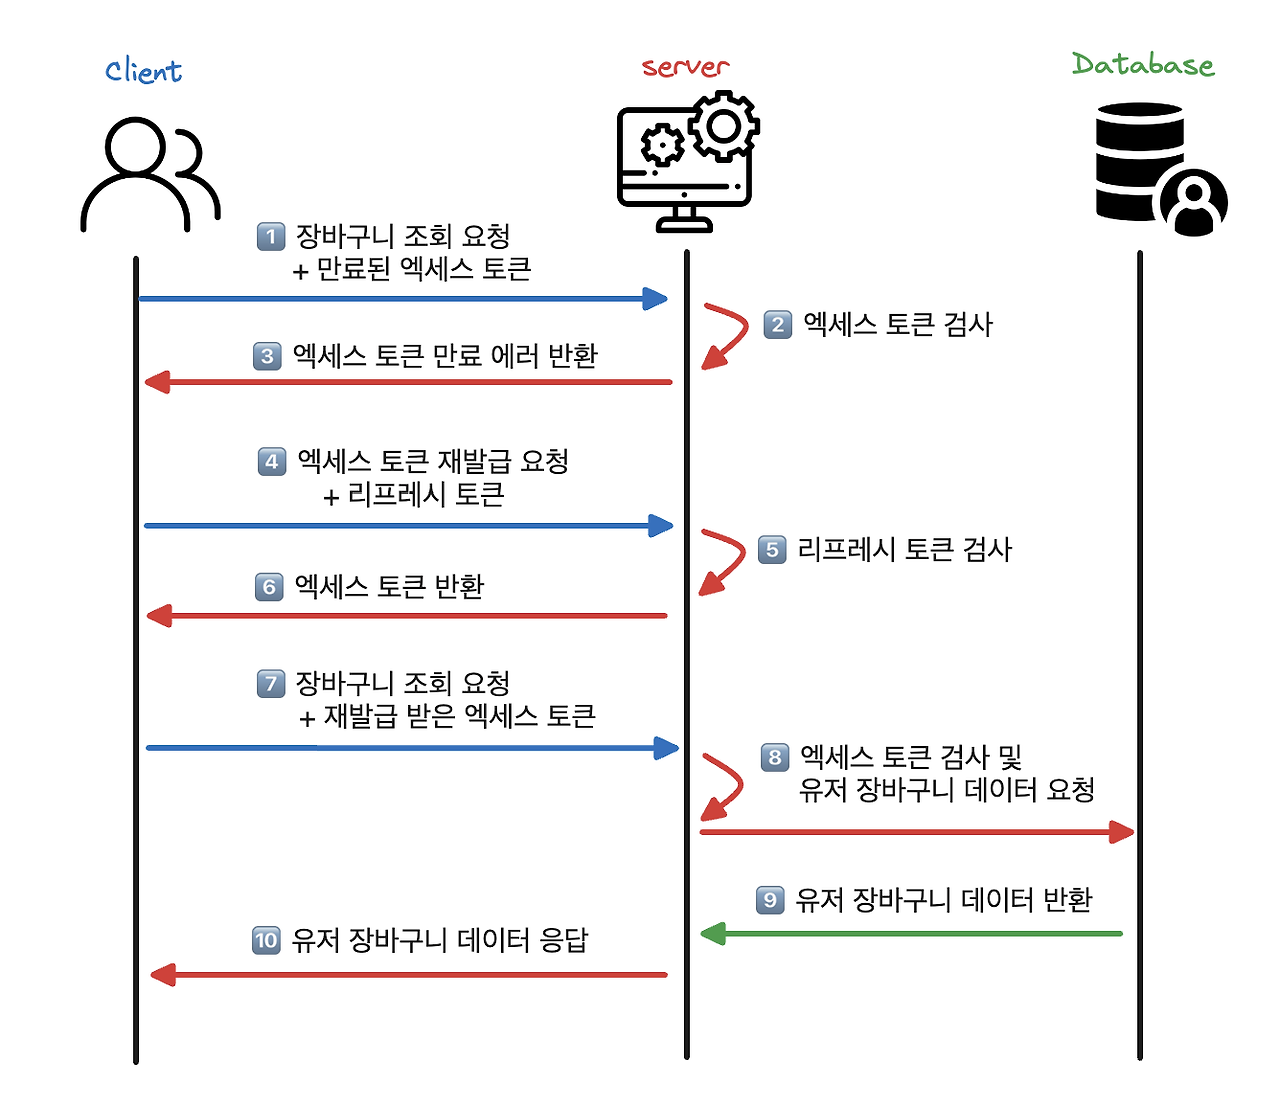 Client
server
Database
1 장바구니 조회 요청
+ 만료된 엑세스 토큰
2 엑세스 토큰 검사
3 엑세스 토큰 만료 에러 반환
4 엑세스 토큰 재발급 요청
+ 리프레시 토큰
5 리프레시 토큰 검사
6 엑세스 토큰 반환
7 장바구니 조회 요청
+ 재발급 받은 엑세스 토큰
8 엑세스 토큰 검사 및
유저 장바구니 데이터 요청
9 유저 장바구니 데이터 반환
10 유저 장바구니 데이터 응답